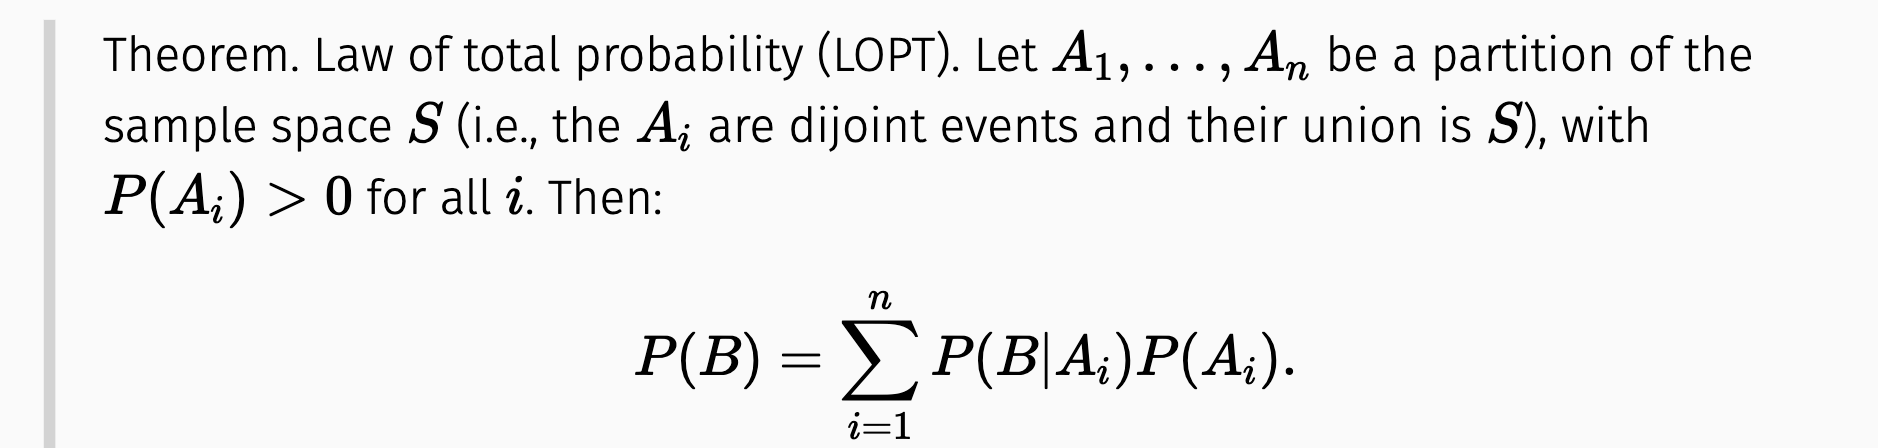 Theorem. Law of total probability (LOPT). Let A₁, . . . , Aₙ be a partition of the
sample space S (i.e., the Aᵢ are dijoint events and their union is S), with
P(Aᵢ) > 0 for all i. Then:
P(B) = ∑ᵢ₌₁ⁿ P(B|Aᵢ)P(Aᵢ).